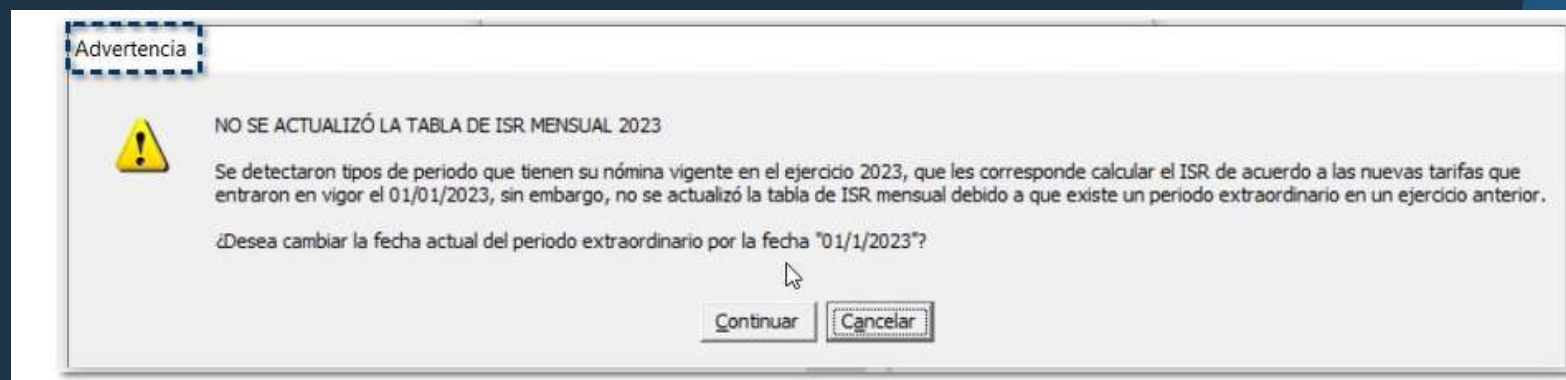 Advertencia
NO SE ACTUALIZÓ LA TABLA DE ISR MENSUAL 2023
Se detectaron tipos de periodo que tienen su nómina vigente en el ejercicio 2023, que les corresponde calcular el ISR de acuerdo a las nuevas tarifas que
entraron en vigor el 01/01/2023, sin embargo, no se actualizó la tabla de ISR mensual debido a que existe un periodo extraordinario en un ejercicio anterior.
¿Desea cambiar la fecha actual del periodo extraordinario por la fecha "01/1/2023"?
Continuar Cancelar